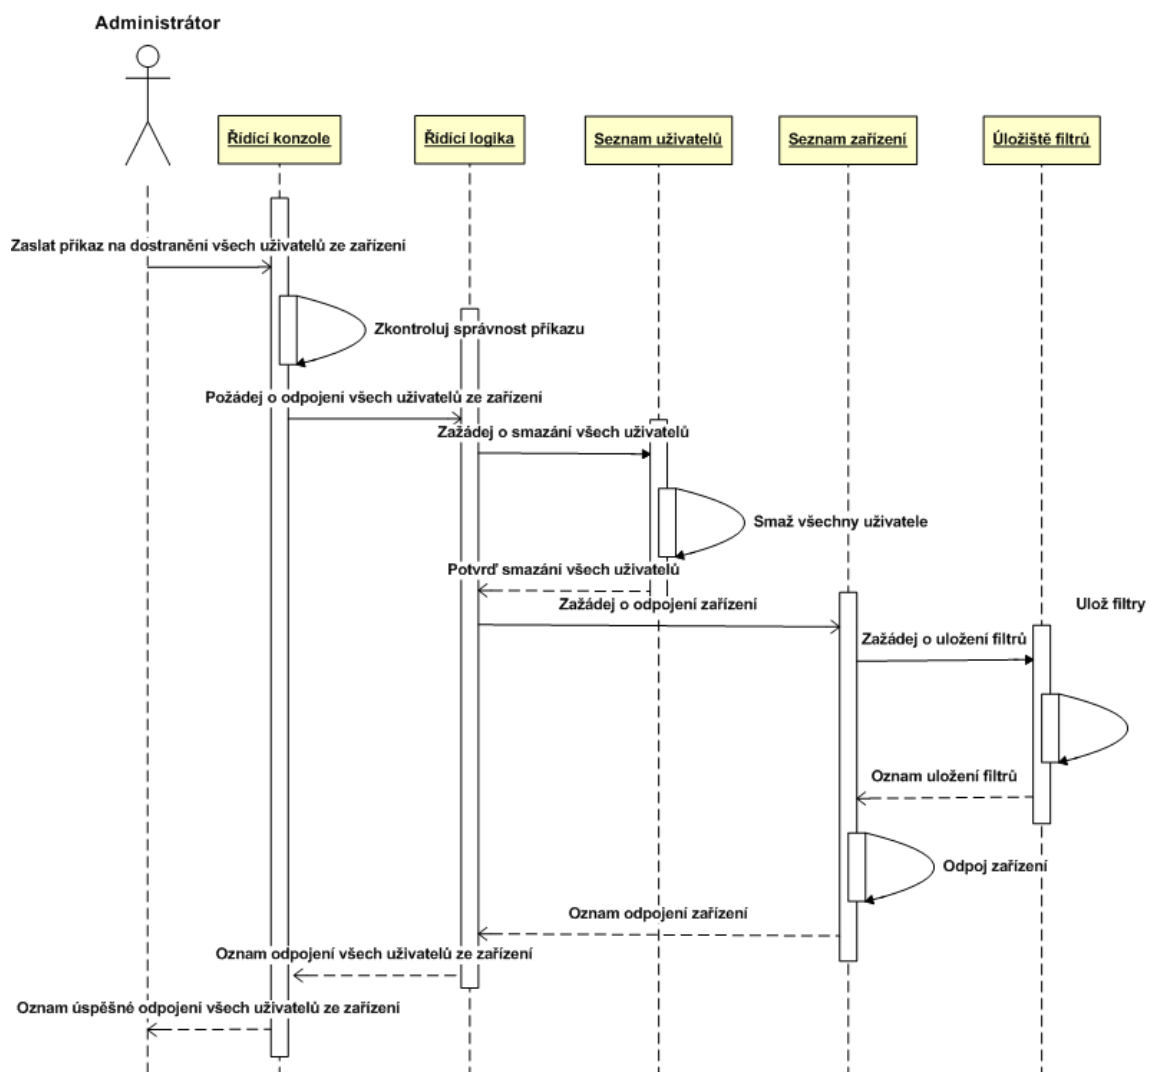 Administrátor
Řídicí konzole
Řídicí logika
Seznam uživatelů
Seznam zařízení
Úložiště filtrů
Zaslat příkaz na dostranění všech uživatelů ze zařízení
Zkontroluj správnost příkazu
Požádej o odpojení všech uživatelů ze zařízení
Zažádej o smazání všech uživatelů
Smaž všechny uživatele
Potvrď smazání všech uživatelů
Zažádej o odpojení zařízení
Ulož filtry
Zažádej o uložení filtrů
Oznam uložení filtrů
Odpoj zařízení
Oznam odpojení zařízení
Oznam odpojení všech uživatelů ze zařízení
Oznam úspěšné odpojení všech uživatelů ze zařízení